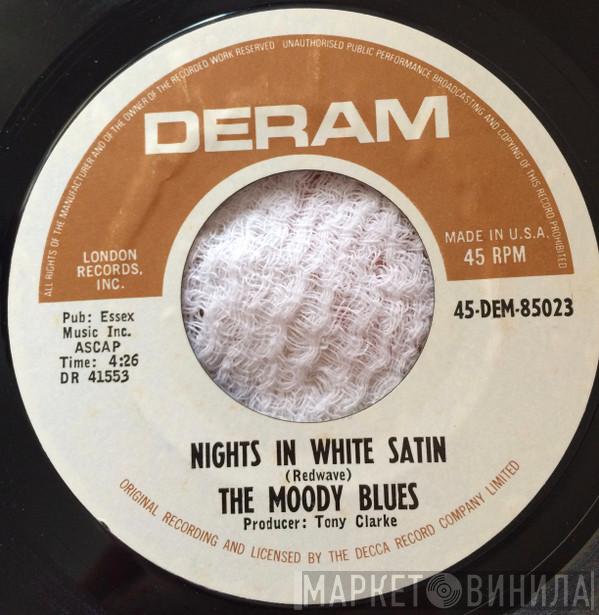 ALL RIGHTS OF THE MANUFACTURER AND OF THE OWNER OF THE RECORDED WORK RESERVED UNAUTHORISED PUBLIC PERFORMANCE BROADCASTING AND COPYING OF THIS RECORD PROHIBITED
DERAM
LONDON
RECORDS,
INC.
MADE IN U.S.A.
45 RPM
Pub: Essex
Music Inc.
ASCAP
Time: 4:26
DR 41553
45-DEM-85023
NIGHTS IN WHITE SATIN
(Redwave)
THE MOODY BLUES
Producer: Tony Clarke
ORIGINAL RECORDING AND LICENSED BY THE DECCA RECORD COMPANY LIMITED
МАРКЕТ ВИНИЛА